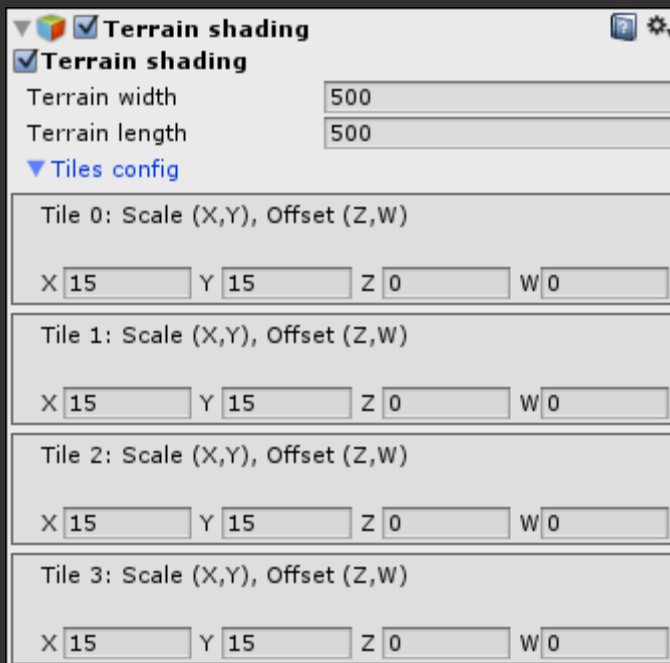 Terrain shading
Terrain shading
Terrain width 500
Terrain length 500
Tiles config
Tile 0: Scale (X,Y), Offset (Z,W)
X 15 Y 15 Z 0 W 0
Tile 1: Scale (X,Y), Offset (Z,W)
X 15 Y 15 Z 0 W 0
Tile 2: Scale (X,Y), Offset (Z,W)
X 15 Y 15 Z 0 W 0
Tile 3: Scale (X,Y), Offset (Z,W)
X 15 Y 15 Z 0 W 0